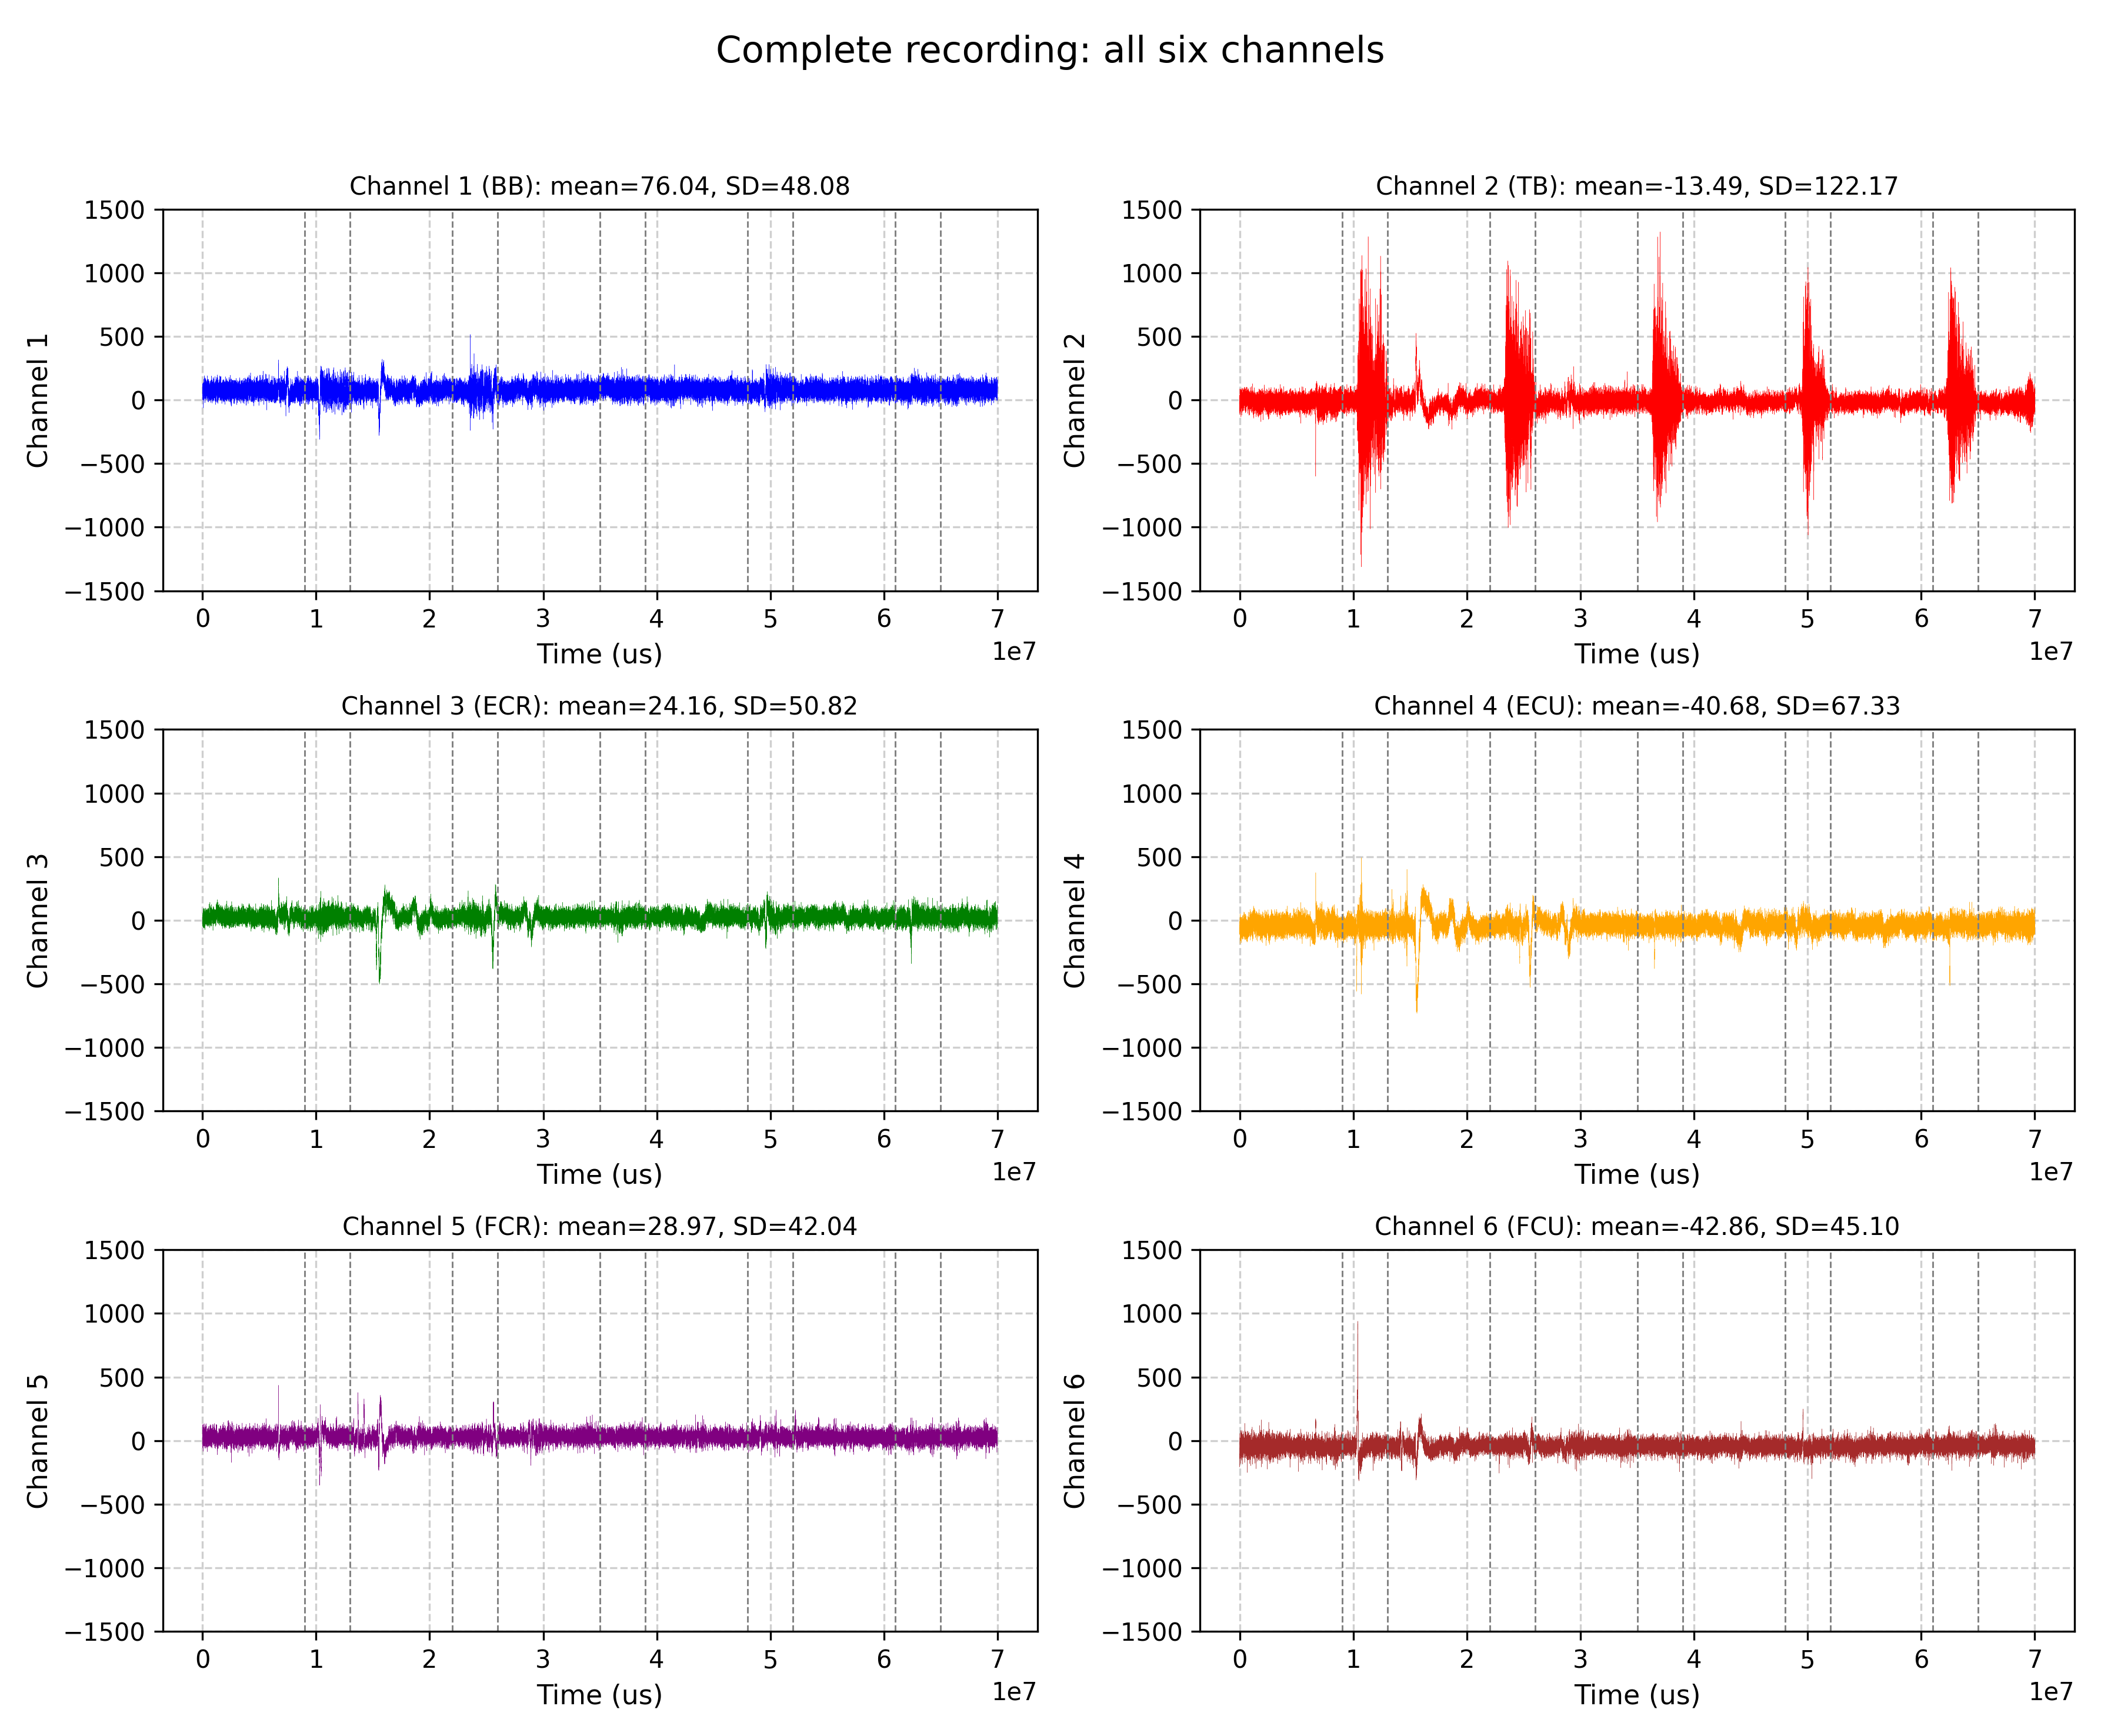 Complete recording: all six channels
Channel 1 (BB): mean=76.04, SD=48.08
Channel 1
1500
1000
500
0
−500
−1000
−1500
0 1 2 3 4 5 6 7
Time (us)
1e7
Channel 2 (TB): mean=-13.49, SD=122.17
Channel 2
1500
1000
500
0
−500
−1000
−1500
0 1 2 3 4 5 6 7
Time (us)
1e7
Channel 3 (ECR): mean=24.16, SD=50.82
Channel 3
1500
1000
500
0
−500
−1000
−1500
0 1 2 3 4 5 6 7
Time (us)
1e7
Channel 4 (ECU): mean=-40.68, SD=67.33
Channel 4
1500
1000
500
0
−500
−1000
−1500
0 1 2 3 4 5 6 7
Time (us)
1e7
Channel 5 (FCR): mean=28.97, SD=42.04
Channel 5
1500
1000
500
0
−500
−1000
−1500
0 1 2 3 4 5 6 7
Time (us)
1e7
Channel 6 (FCU): mean=-42.86, SD=45.10
Channel 6
1500
1000
500
0
−500
−1000
−1500
0 1 2 3 4 5 6 7
Time (us)
1e7